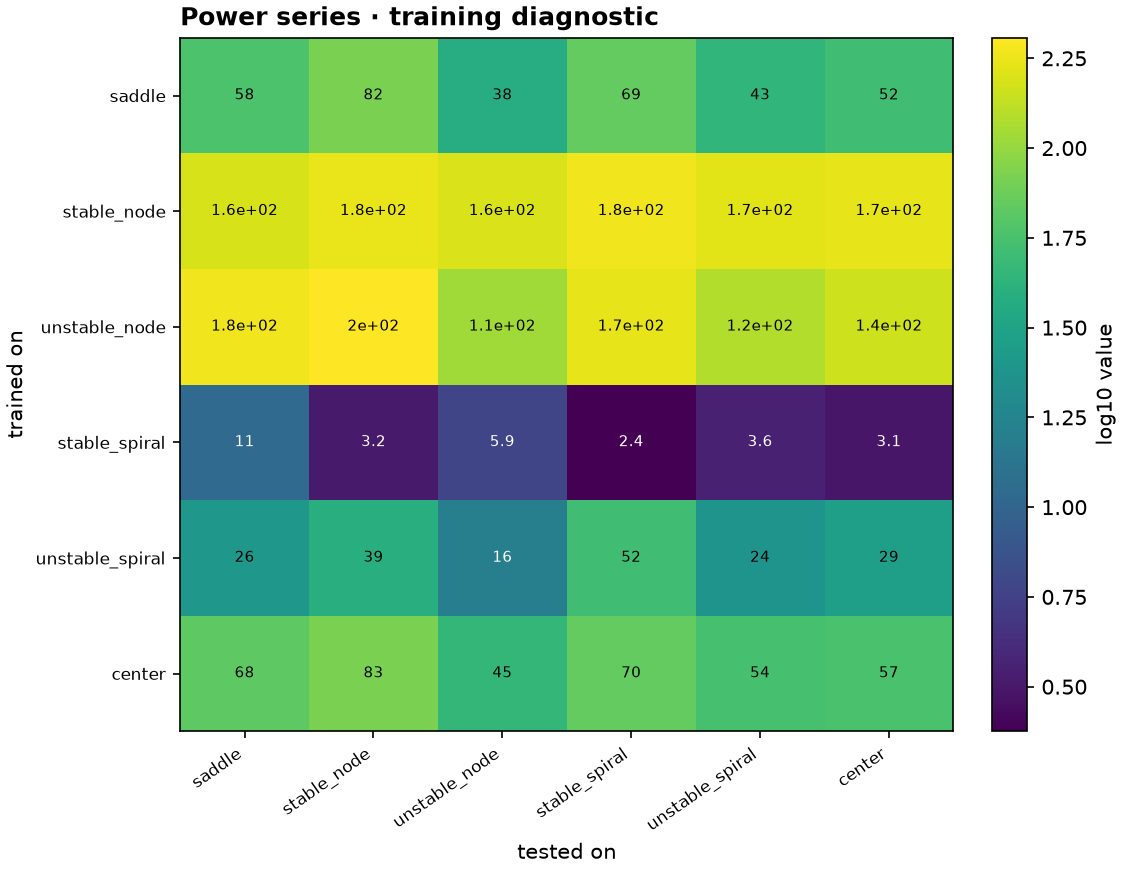 Power series · training diagnostic
trained on
saddle 58 82 38 69 43 52
stable_node 1.6e+02 1.8e+02 1.6e+02 1.8e+02 1.7e+02 1.7e+02
unstable_node 1.8e+02 2e+02 1.1e+02 1.7e+02 1.2e+02 1.4e+02
stable_spiral 11 3.2 5.9 2.4 3.6 3.1
unstable_spiral 26 39 16 52 24 29
center 68 83 45 70 54 57
saddle stable_node unstable_node stable_spiral unstable_spiral center
tested on
2.25
2.00
1.75
1.50
1.25
1.00
0.75
0.50
log10 value